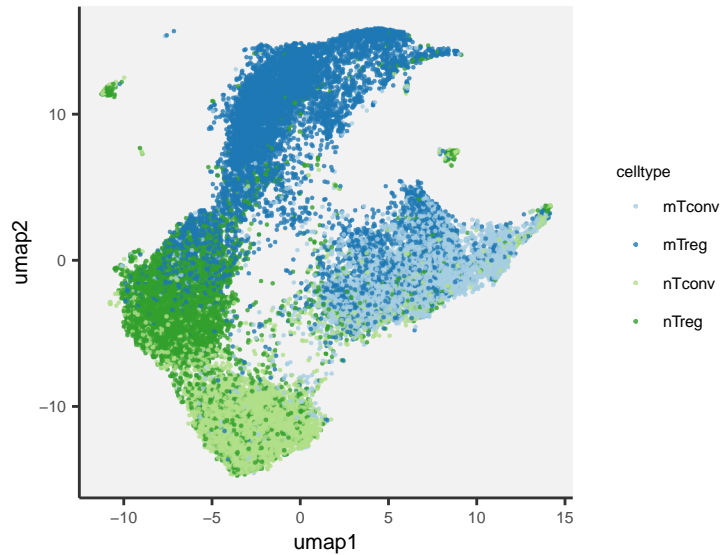 10
0
−10
umap2
−10
−5
0
5
10
15
umap1
celltype
mTconv
mTreg
nTconv
nTreg